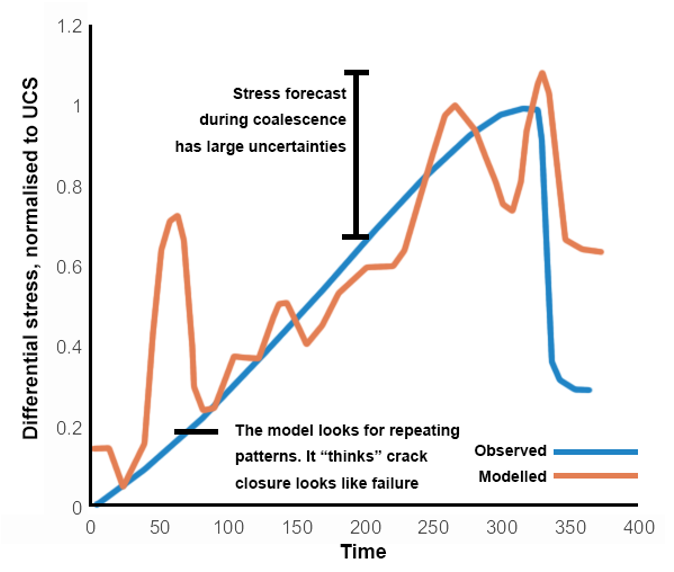 1.2
1
0.8
0.6
0.4
0.2
0
Differential stress, normalised to UCS
Stress forecast
during coalescence
has large uncertainties
The model looks for repeating
patterns. It “thinks” crack
closure looks like failure
Observed
Modelled
0 50 100 150 200 250 300 350 400
Time